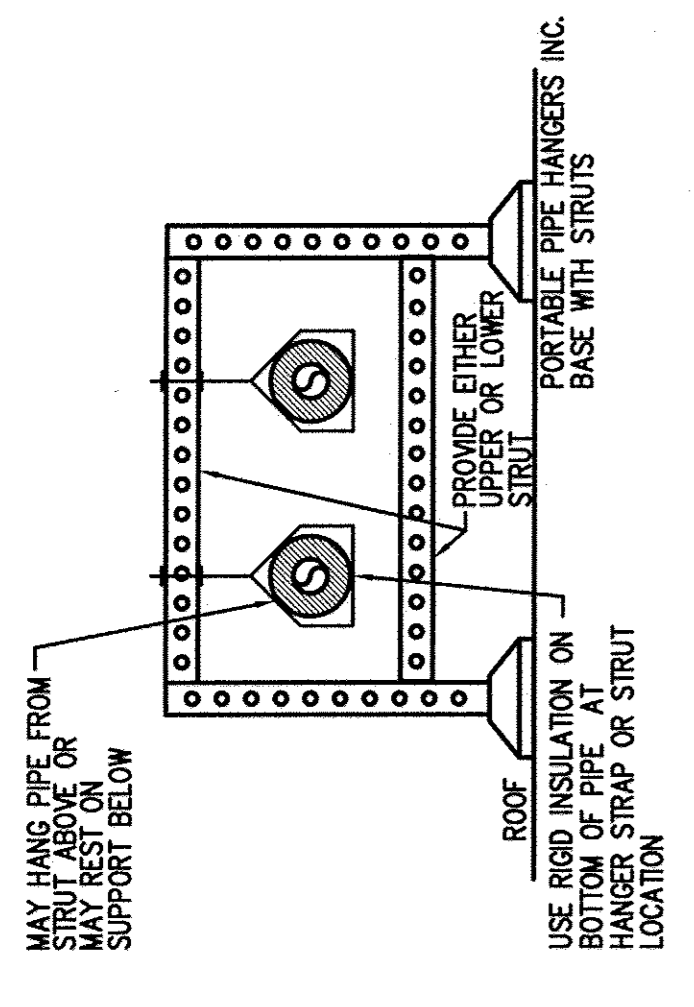 MAY HANG PIPE FROM
STRUT ABOVE OR
MAY REST ON
SUPPORT BELOW
PROVIDE EITHER
UPPER OR LOWER
STRUT
ROOF
USE RIGID INSULATION ON
BOTTOM OF PIPE AT
HANGER STRAP OR STRUT
LOCATION
PORTABLE PIPE HANGERS INC.
BASE WITH STRUTS